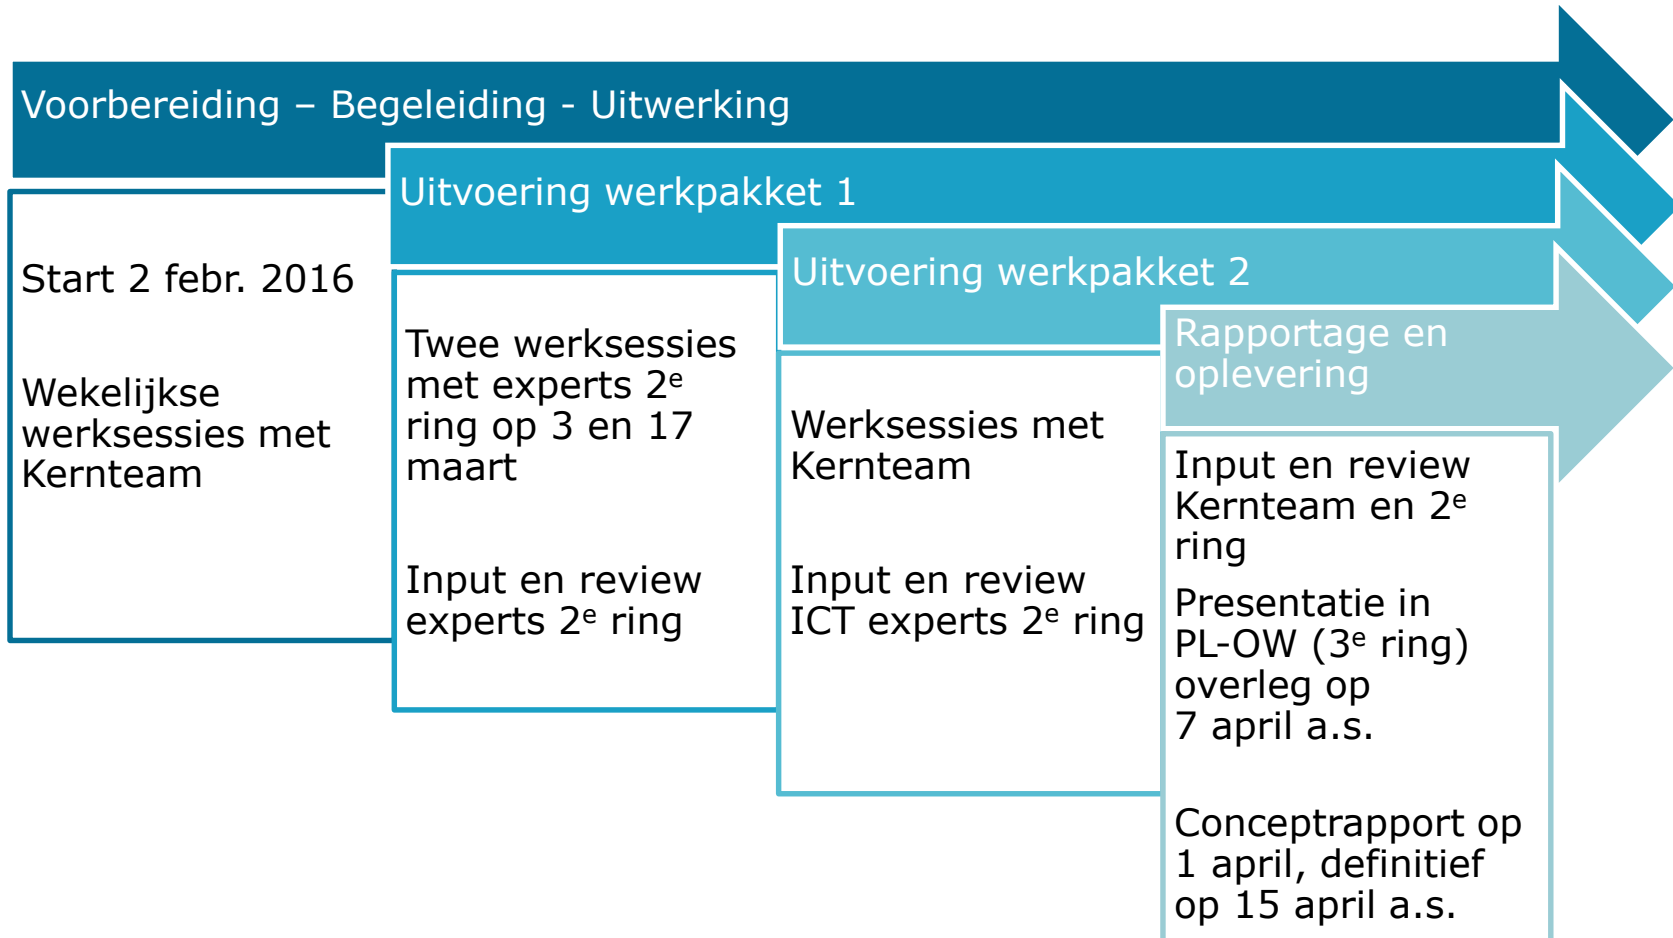 Voorbereiding – Begeleiding - Uitwerking
Start 2 febr. 2016
Wekelijkse
werksessies met
Kernteam
Uitvoering werkpakket 1
Twee werksessies
met experts 2e
ring op 3 en 17
maart
Input en review
experts 2e ring
Uitvoering werkpakket 2
Werksessies met
Kernteam
Input en review
ICT experts 2e ring
Rapportage en
oplevering
Input en review
Kernteam en 2e
ring
Presentatie in
PL-OW (3e ring)
overleg op
7 april a.s.
Conceptrapport op
1 april, definitief
op 15 april a.s.